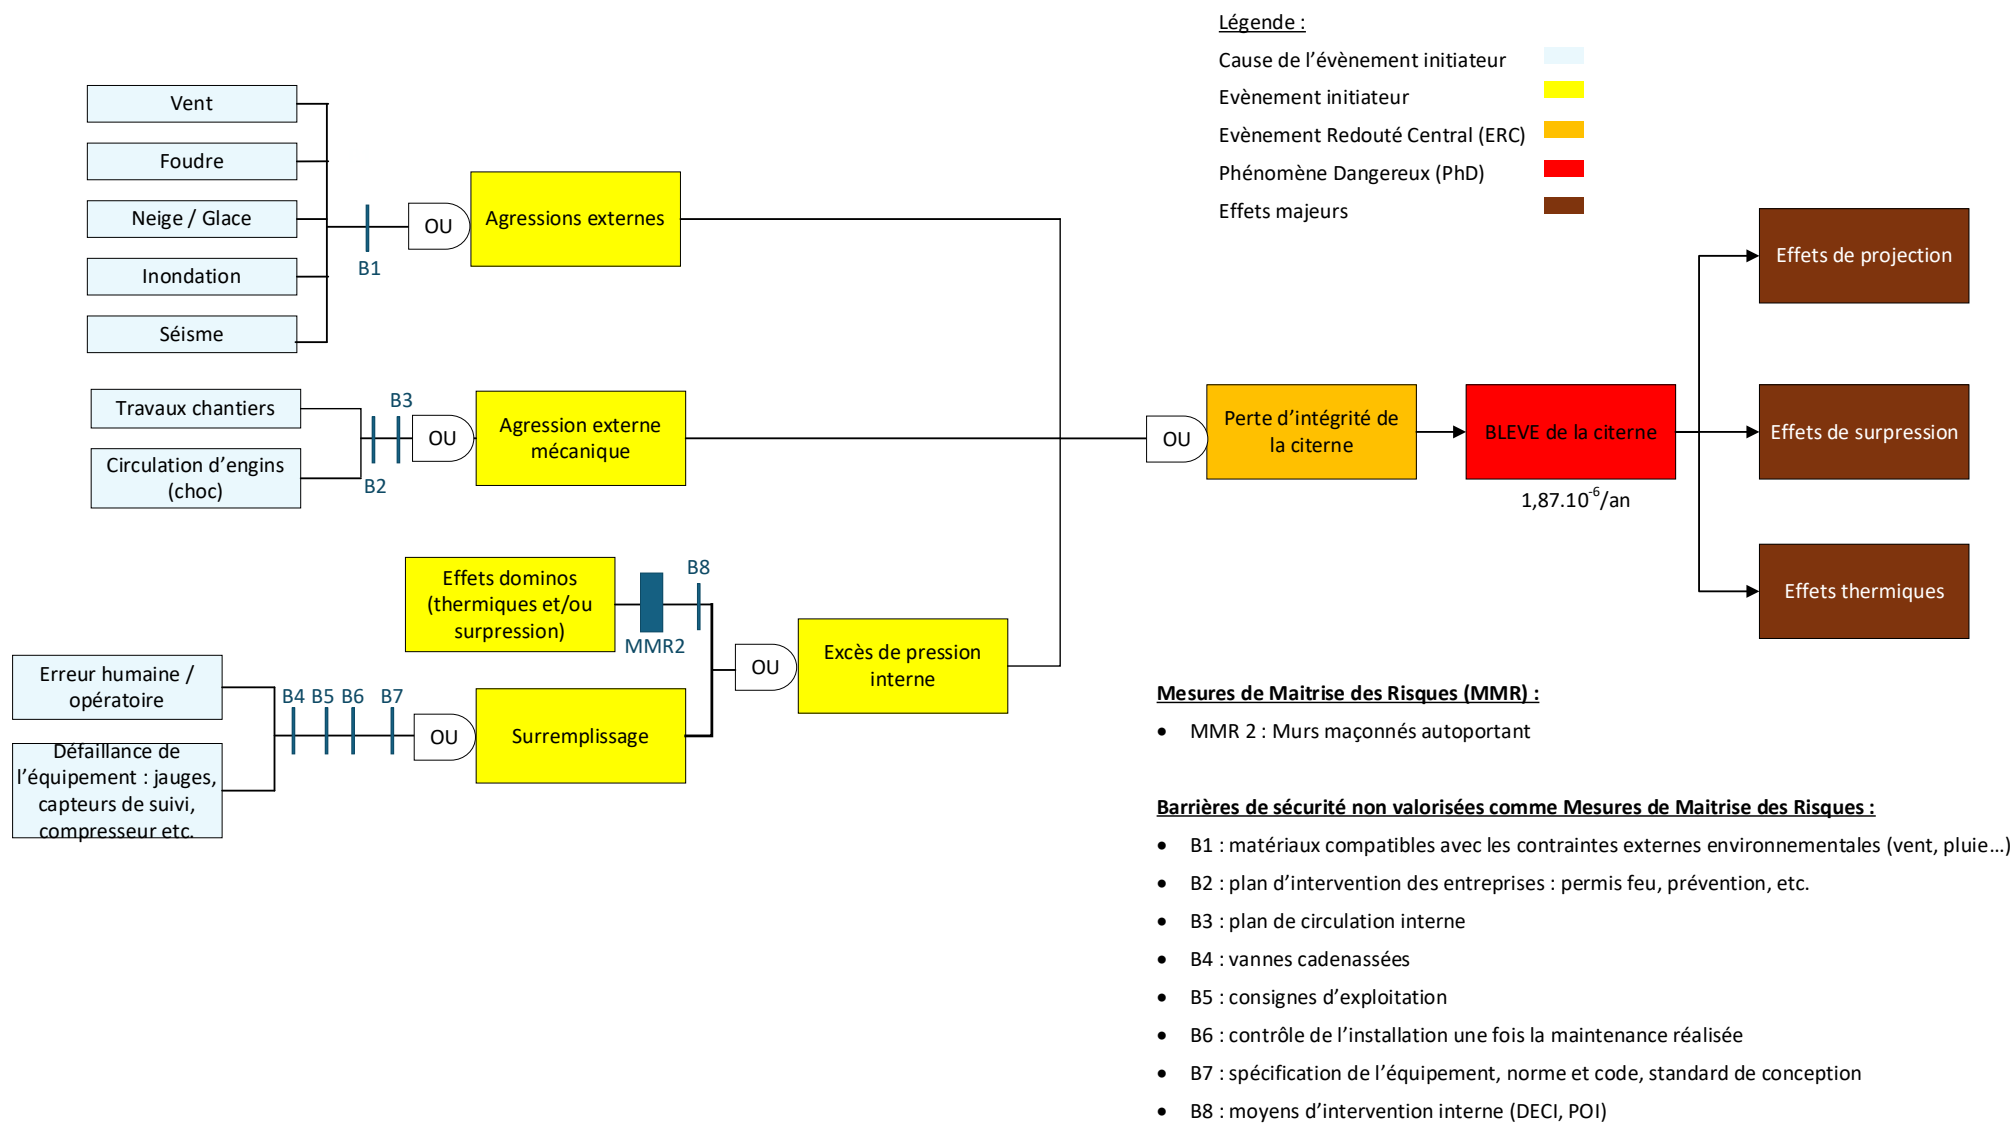 Légende :
Cause de l’évènement initiateur
Evènement initiateur
Evènement Redouté Central (ERC)
Phénomène Dangereux (PhD)
Effets majeurs
Vent
Foudre
Neige / Glace
Inondation
Séisme
B1
OU
Agressions externes
Travaux chantiers
Circulation d’engins
(choc)
B3
B2
OU
Agression externe
mécanique
Effets dominos
(thermiques et/ou
surpression)
MMR2
B8
Erreur humaine /
opératoire
Défaillance de
l’équipement : jauges,
capteurs de suivi,
compresseur etc.
B4
B5
B6
B7
OU
Surremplissage
OU
Excès de pression
interne
OU
Perte d’intégrité de
la citerne
BLEVE de la citerne
1,87.10-6/an
Effets de projection
Effets de surpression
Effets thermiques
Mesures de Maitrise des Risques (MMR) :
• MMR 2 : Murs maçonnés autoportant
Barrières de sécurité non valorisées comme Mesures de Maitrise des Risques :
• B1 : matériaux compatibles avec les contraintes externes environnementales (vent, pluie…)
• B2 : plan d’intervention des entreprises : permis feu, prévention, etc.
• B3 : plan de circulation interne
• B4 : vannes cadenassées
• B5 : consignes d’exploitation
• B6 : contrôle de l’installation une fois la maintenance réalisée
• B7 : spécification de l’équipement, norme et code, standard de conception
• B8 : moyens d’intervention interne (DECI, POI)